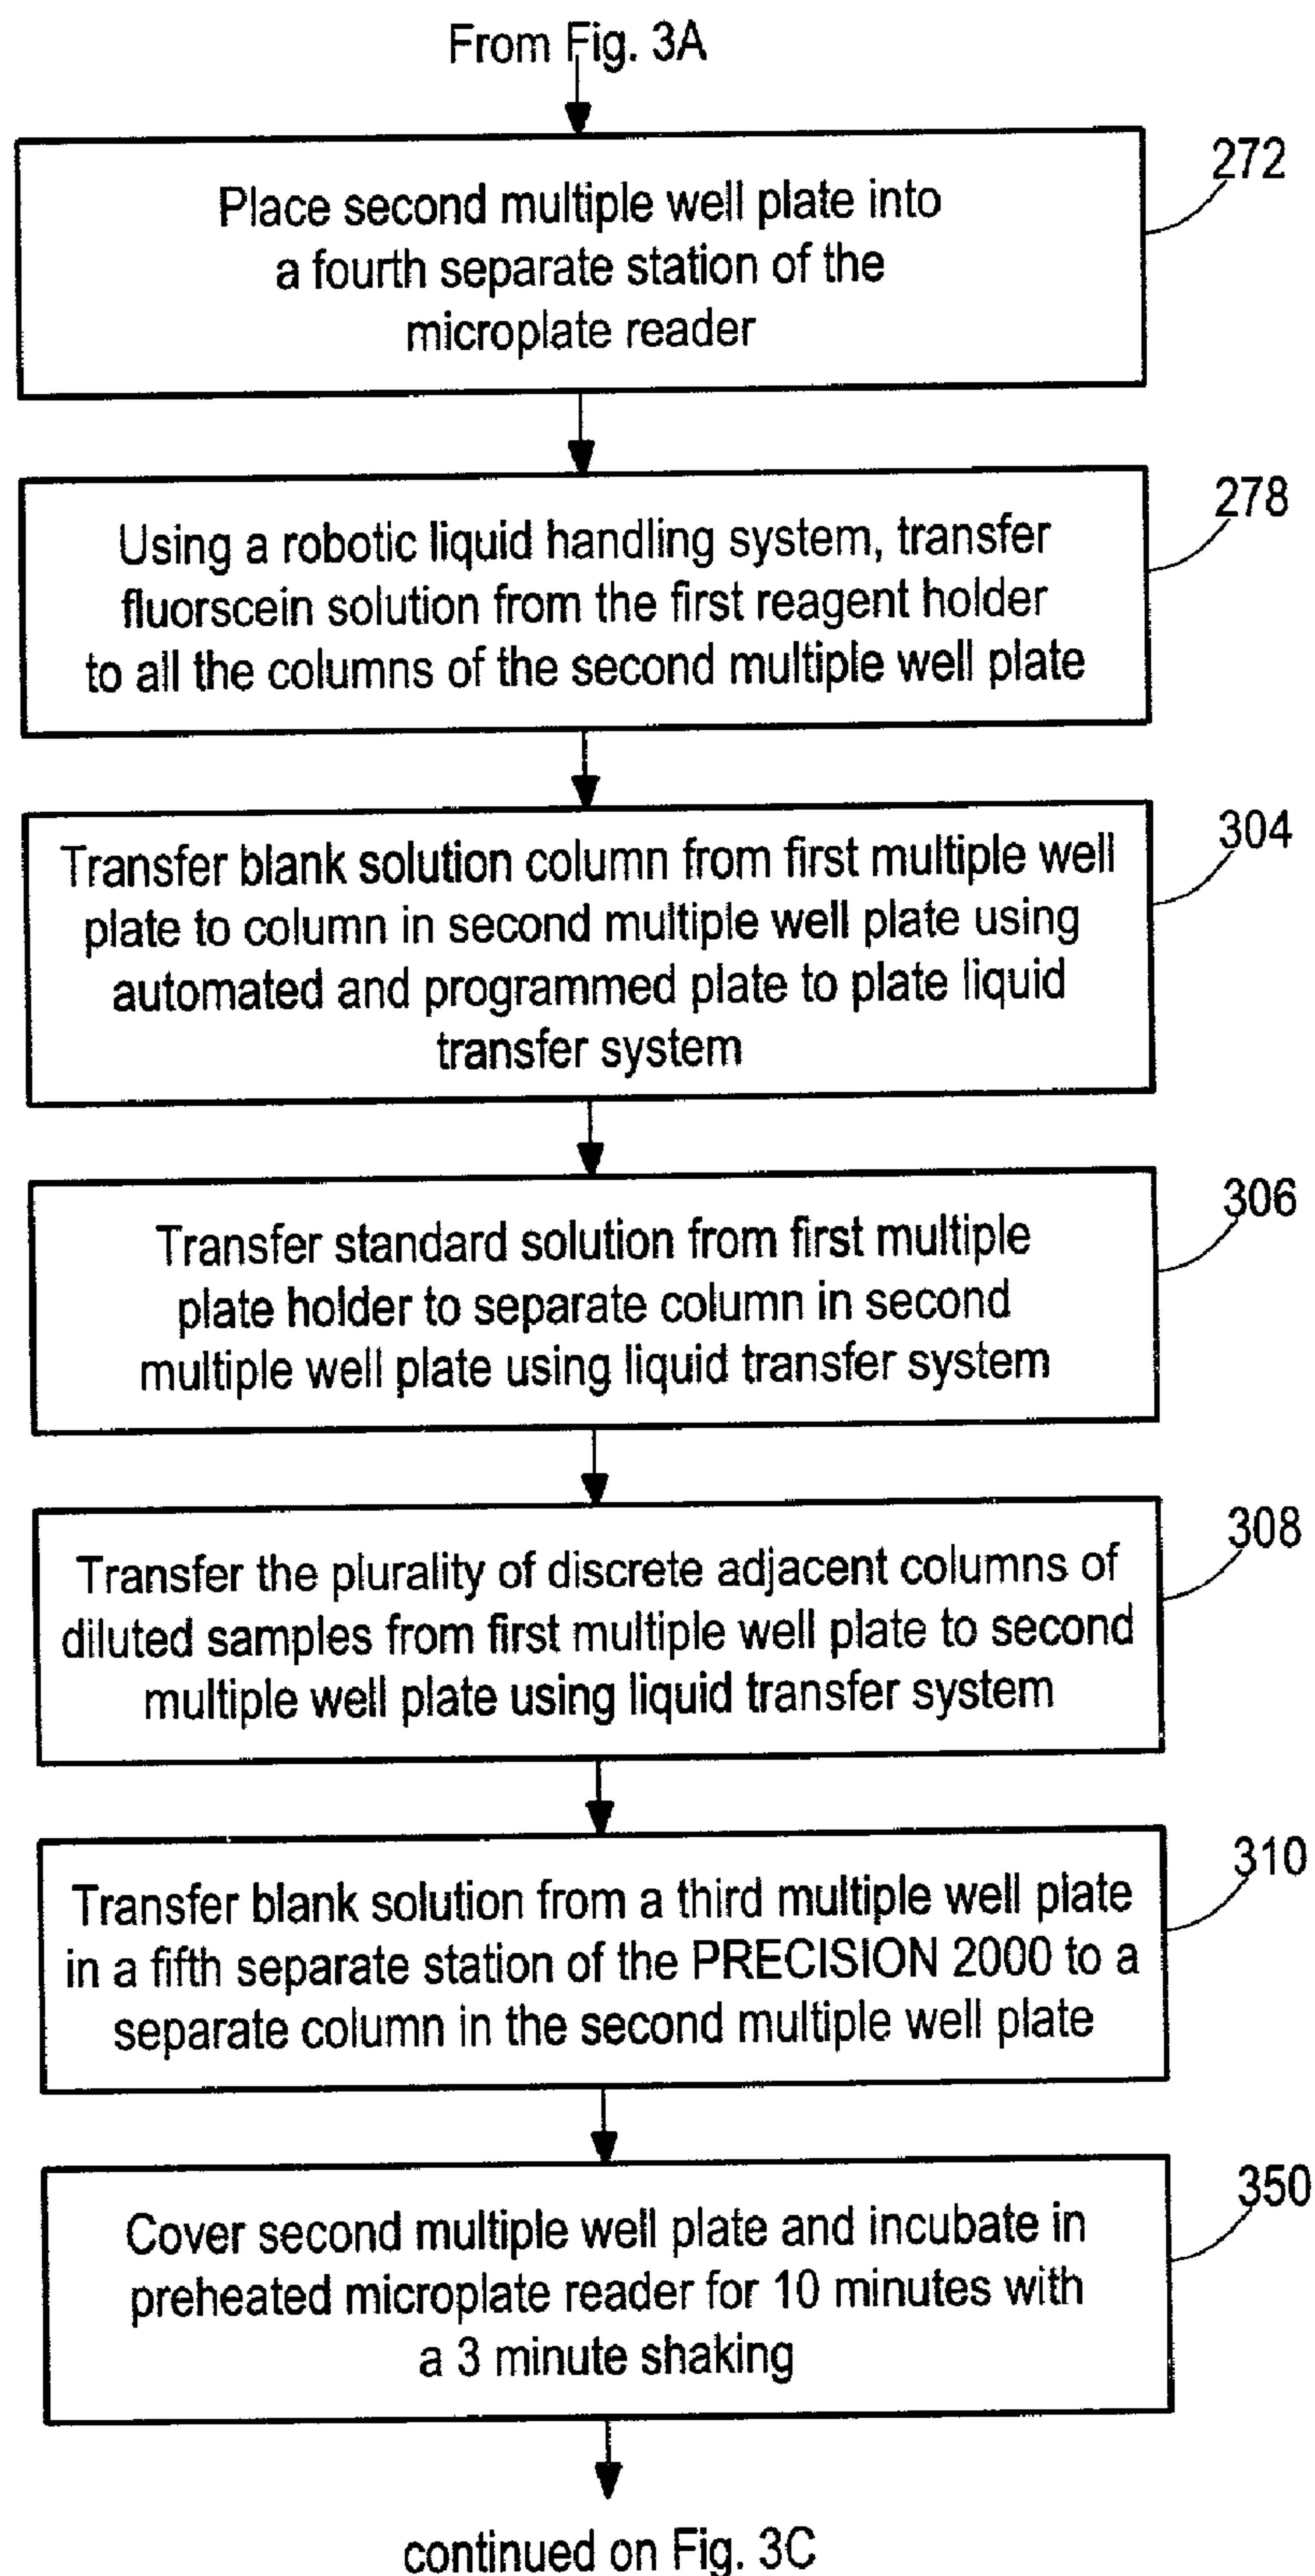 From Fig. 3A
272
Place second multiple well plate into
a fourth separate station of the
microplate reader
278
Using a robotic liquid handling system, transfer
fluorscein solution from the first reagent holder
to all the columns of the second multiple well plate
304
Transfer blank solution column from first multiple well
plate to column in second multiple well plate using
automated and programmed plate to plate liquid
transfer system
306
Transfer standard solution from first multiple
plate holder to separate column in second
multiple well plate using liquid transfer system
308
Transfer the plurality of discrete adjacent columns of
diluted samples from first multiple well plate to second
multiple well plate using liquid transfer system
310
Transfer blank solution from a third multiple well plate
in a fifth separate station of the PRECISION 2000 to a
separate column in the second multiple well plate
350
Cover second multiple well plate and incubate in
preheated microplate reader for 10 minutes with
a 3 minute shaking
continued on Fig. 3C